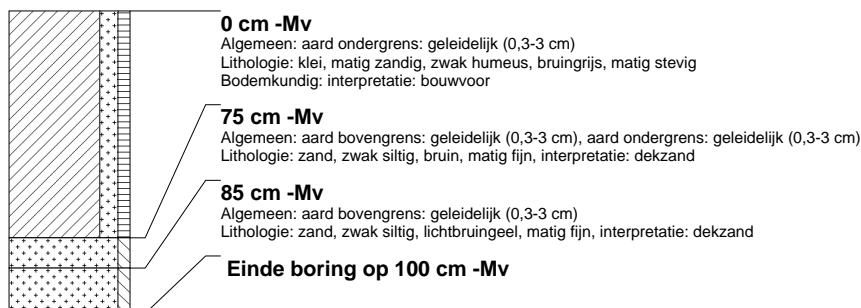 0 cm -Mv
Algemeen: aard ondergrens: geleidelijk (0,3-3 cm)
Lithologie: klei, matig zandig, zwak humeus, bruingrijs, matig stevig
Bodemkundig: interpretatie: bouwvoor
75 cm -Mv
Algemeen: aard bovengrens: geleidelijk (0,3-3 cm), aard ondergrens: geleidelijk (0,3-3 cm)
Lithologie: zand, zwak siltig, bruin, matig fijn, interpretatie: dekzand
85 cm -Mv
Algemeen: aard bovengrens: geleidelijk (0,3-3 cm)
Lithologie: zand, zwak siltig, lichtbruingeel, matig fijn, interpretatie: dekzand
Einde boring op 100 cm -Mv